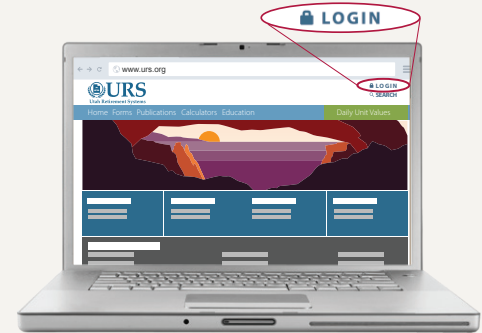 LOGIN
www.urs.org
LOGIN
SEARCH
URS
Utah Retirement Systems
Home Forms Publications Calculators Education
Daily Unit Values